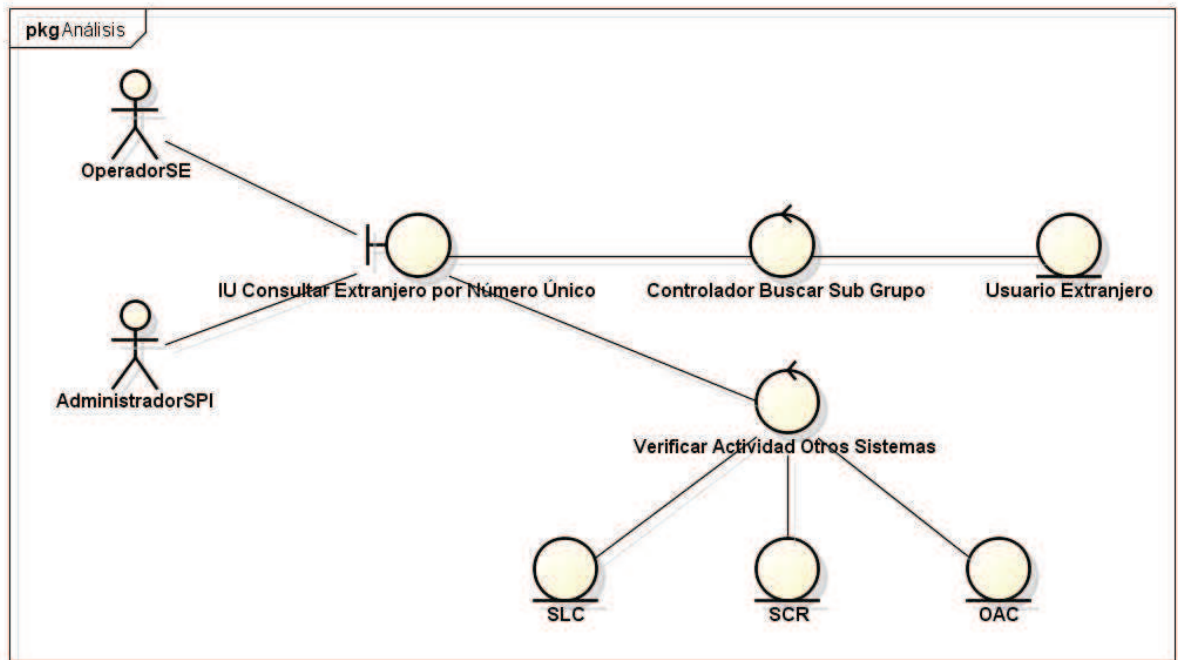 pkg Análisis
OperadorSE
IU Consultar Extranjero por Número Único
Controlador Buscar Sub Grupo
Usuario Extranjero
AdministradorSPI
Verificar Actividad Otros Sistemas
SLC
SCR
OAC